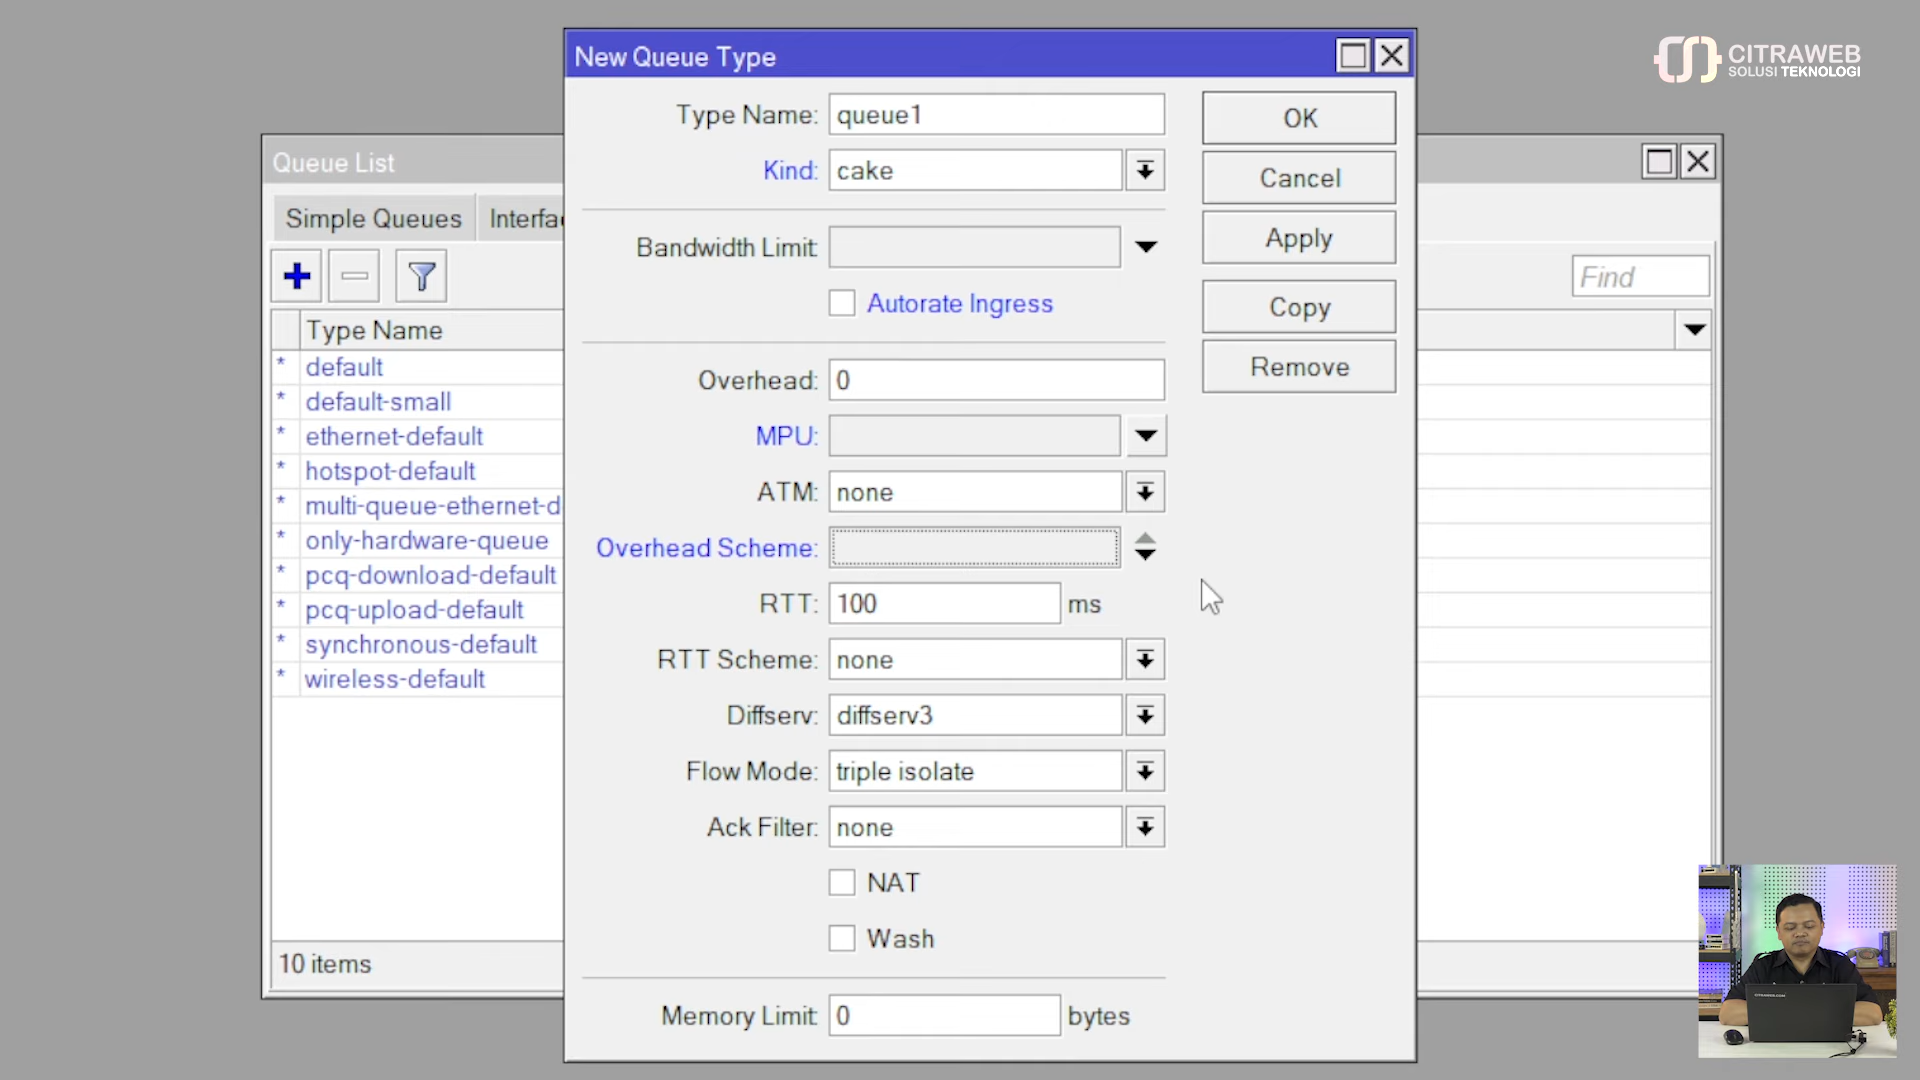 New Queue Type
CITRAWEB
SOLUSI TEKNOLOGI
Type Name: queue1
OK
Kind: cake
Cancel
Queue List
Simple Queues
Interfac
Bandwidth Limit:
Apply
Find
Autorate Ingress
Copy
Type Name
default
Remove
Overhead: 0
default-small
MPU:
ethernet-default
hotspot-default
ATM: none
multi-queue-ethernet-d
only-hardware-queue
Overhead Scheme:
pcq-download-default
RTT: 100 ms
pcq-upload-default
synchronous-default
RTT Scheme: none
wireless-default
Diffserv: diffserv3
Flow Mode: triple isolate
Ack Filter: none
NAT
Wash
10 items
Memory Limit: 0 bytes